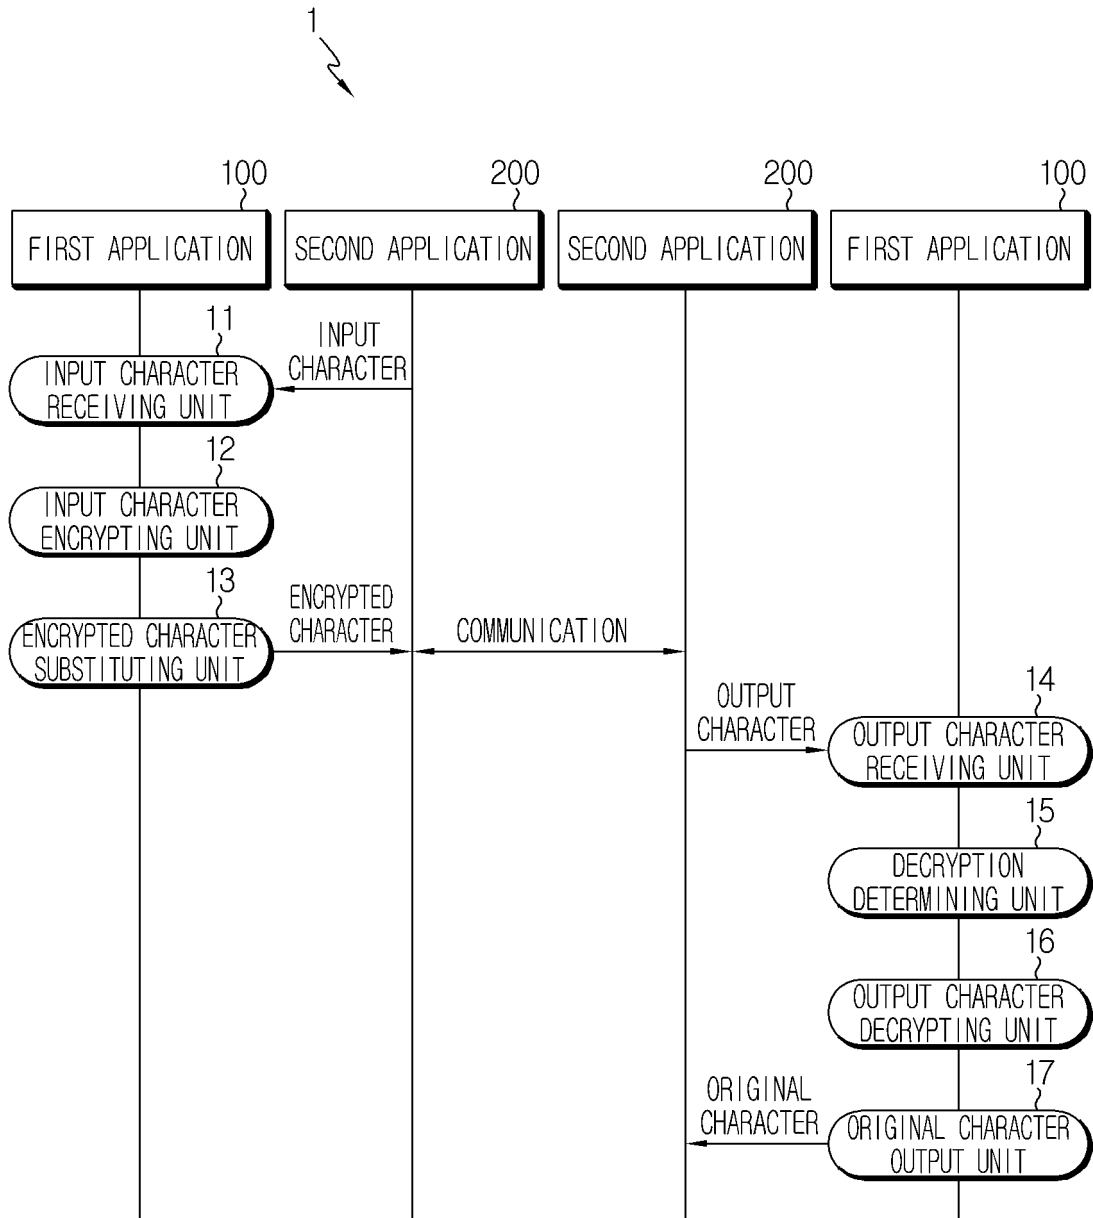 1
100
200
200
100
FIRST APPLICATION
SECOND APPLICATION
SECOND APPLICATION
FIRST APPLICATION
11
INPUT CHARACTER
RECEIVING UNIT
INPUT
CHARACTER
12
INPUT CHARACTER
ENCRYPTING UNIT
13
ENCRYPTED CHARACTER
SUBSTITUTING UNIT
ENCRYPTED
CHARACTER
COMMUNICATION
OUTPUT
CHARACTER
14
OUTPUT CHARACTER
RECEIVING UNIT
15
DECRYPTION
DETERMINING UNIT
16
OUTPUT CHARACTER
DECRYPTING UNIT
ORIGINAL
CHARACTER
17
ORIGINAL CHARACTER
OUTPUT UNIT